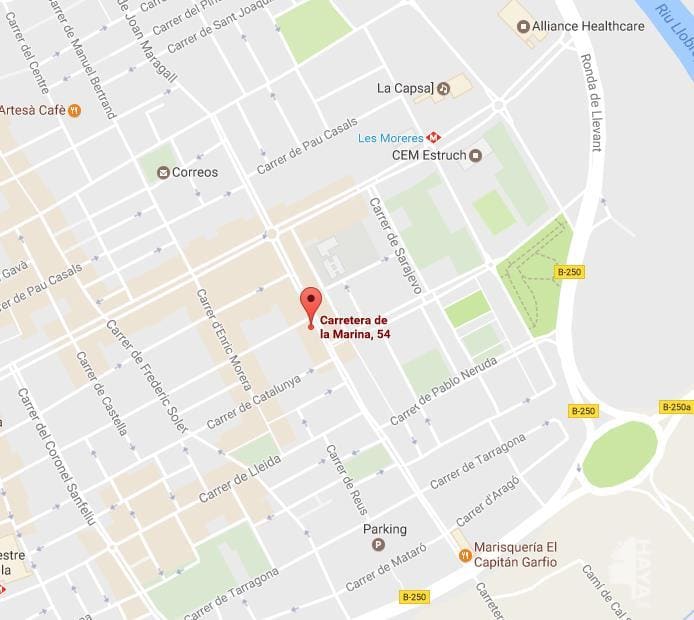 Carrer de Sant Joaquim
Carrer del Pin
Riu Llobre
Alliance Healthcare
de Joan Maragall
Carrer del Centre
Carrer de Manuel Bertrand
Ronda de Llevant
La Capsa]
Artesà Cafè
Les Moreres
Carrer de Pau Casals
CEM Estruch
Correos
Carrer de Sarajevo
Gavà
er de Pau Casals
B-250
Carretera de
la Marina, 54
Carrer d'Enric Morera
Carrer de Frederic Soler
Carrer de Castella
Carrer de Catalunya
Carrer de Pablo Neruda
B-250
B-250a
Carrer del Coronel Sanfeliu
Carrer de Lleida
Carrer de Reus
Carrer de Tarragona
Carrer d'Aragó
Parking
P
Marisquería El
Capitán Garfio
estre
la
Carrer de Mataró
Carrer de Tarragona
B-250
Carretera
Camí de Cal S
HAYA